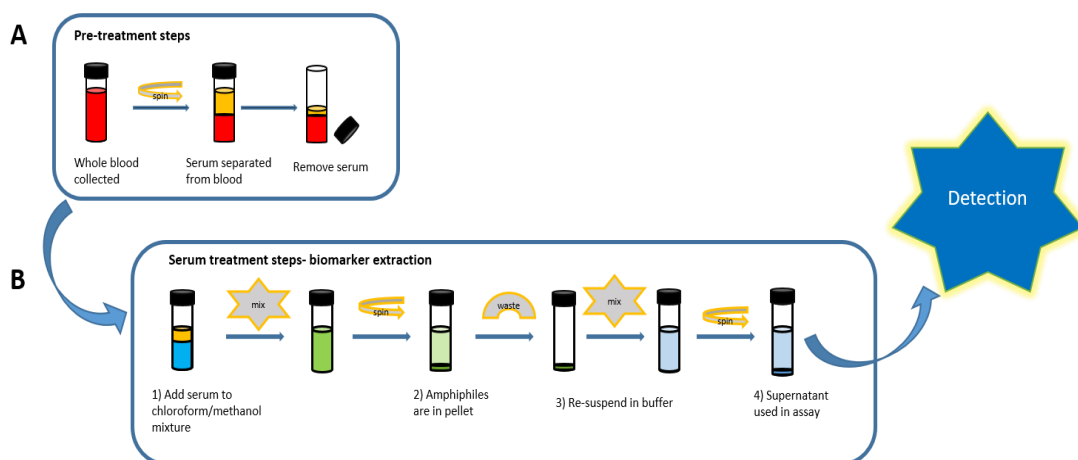 A
Pre-treatment steps
spin
Whole blood
collected
Serum separated
from blood
Remove serum
Detection
B
Serum treatment steps- biomarker extraction
mix
spin
waste
mix
spin
1) Add serum to
chloroform/methanol
mixture
2) Amphiphiles
are in pellet
3) Re-suspend in buffer
4) Supernatant
used in assay